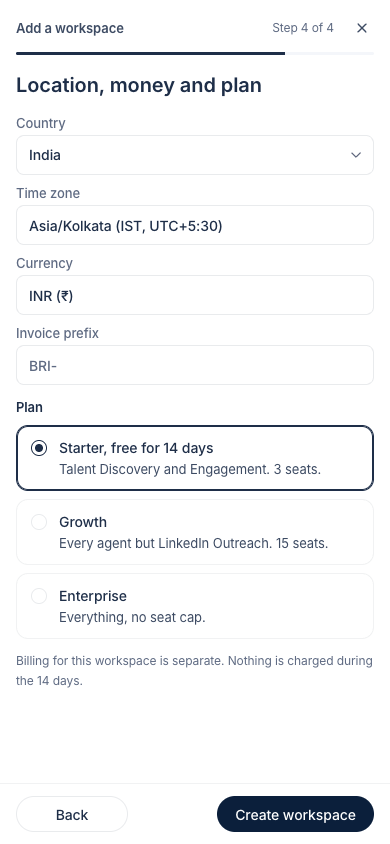 Add a workspace
Step 4 of 4
Location, money and plan
Country
India
Time zone
Asia/Kolkata (IST, UTC+5:30)
Currency
INR (₹)
Invoice prefix
BRI-
Plan
Starter, free for 14 days
Talent Discovery and Engagement. 3 seats.
Growth
Every agent but LinkedIn Outreach. 15 seats.
Enterprise
Everything, no seat cap.
Billing for this workspace is separate. Nothing is charged during
the 14 days.
Back
Create workspace